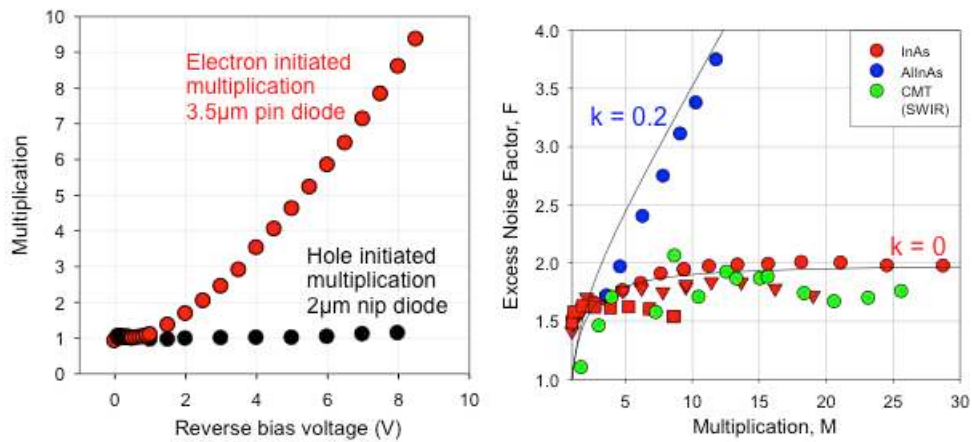 10
9
8
7
6
5
4
3
2
1
0
Multiplication
Electron initiated
multiplication
3.5µm pin diode
Hole initiated
multiplication
2µm nip diode
0 2 4 6 8 10
Reverse bias voltage (V)
4.0
3.5
3.0
2.5
2.0
1.5
1.0
Excess Noise Factor, F
k = 0.2
InAs
AlInAs
CMT
(SWIR)
k = 0
5 10 15 20 25 30
Multiplication, M